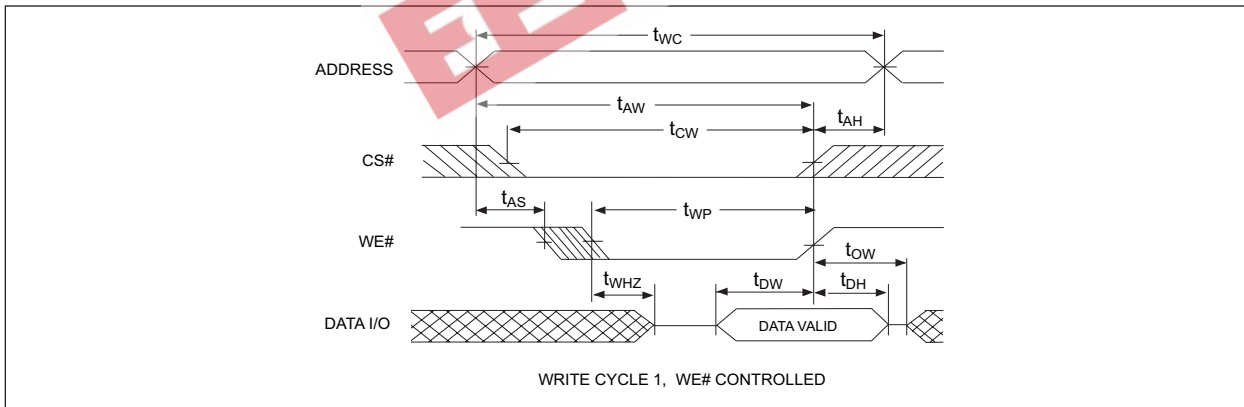 tWC
ADDRESS
tAW
tCW
tAH
CS#
tAS
tWP
WE#
tOW
tWHZ
tDW
tDH
DATA I/O
DATA VALID
WRITE CYCLE 1, WE# CONTROLLED